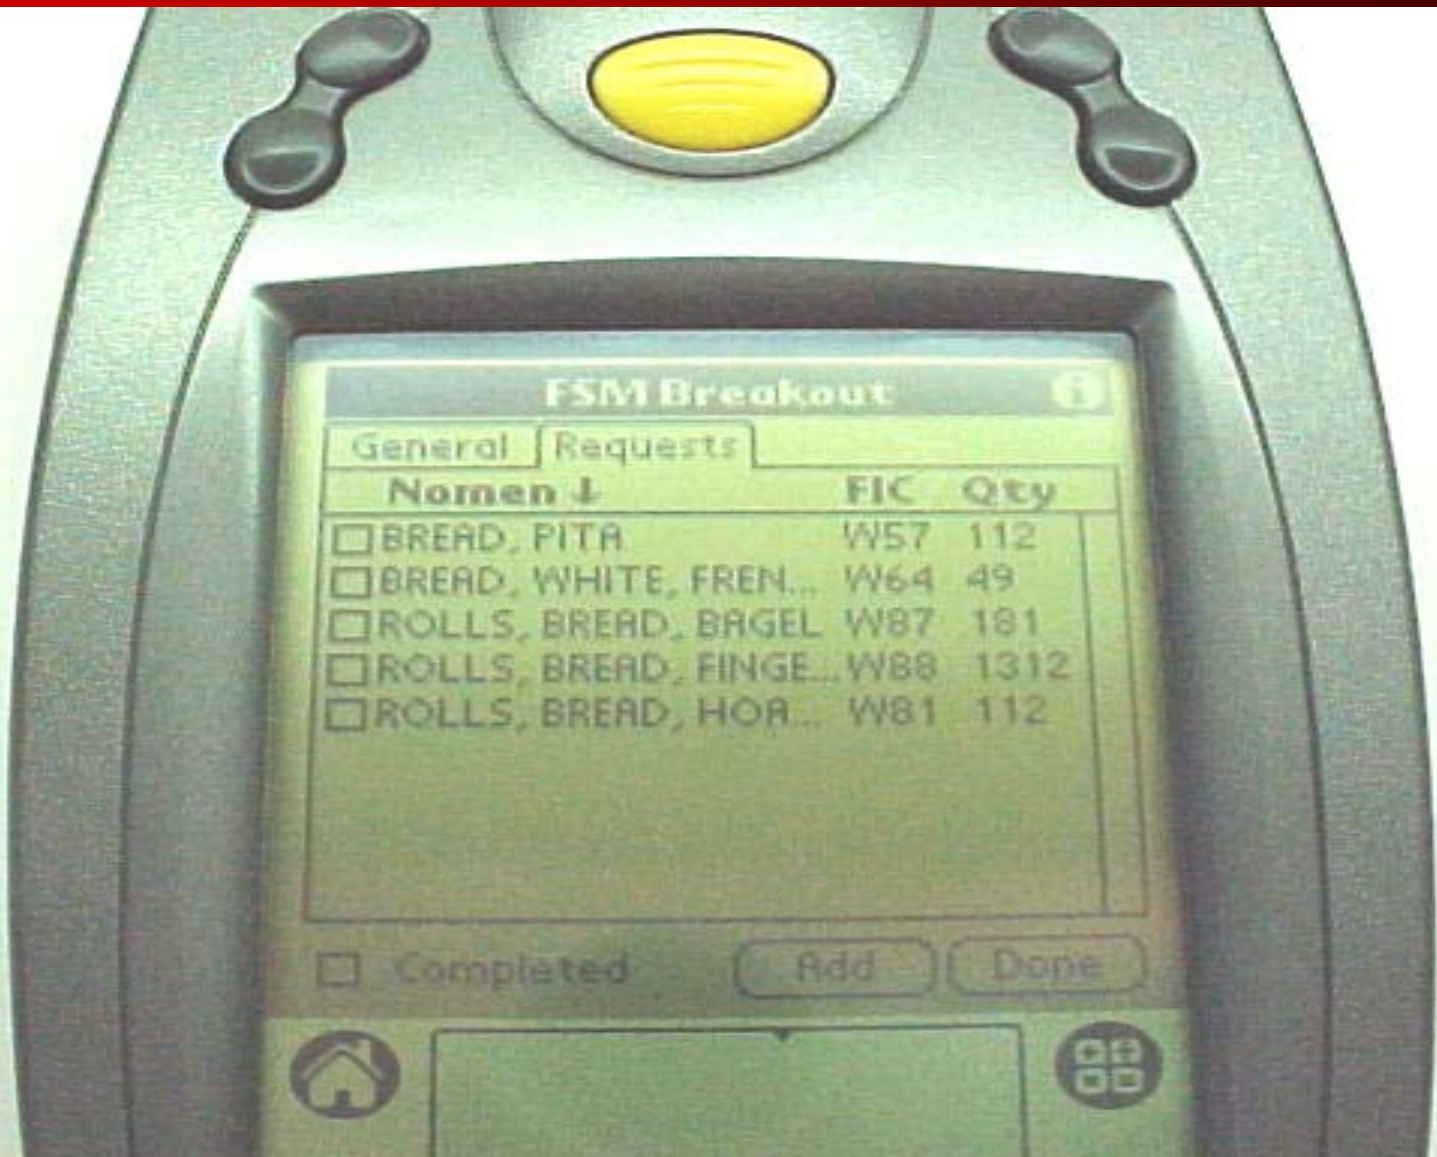 FSM Breakout i
General Requests
Nomen ↓ FIC Qty
BREAD, PITA W57 112
BREAD, WHITE, FREN... W64 49
ROLLS, BREAD, BAGEL W87 181
ROLLS, BREAD, FINGE... W88 1312
ROLLS, BREAD, HOA... W81 112
Completed Add Done